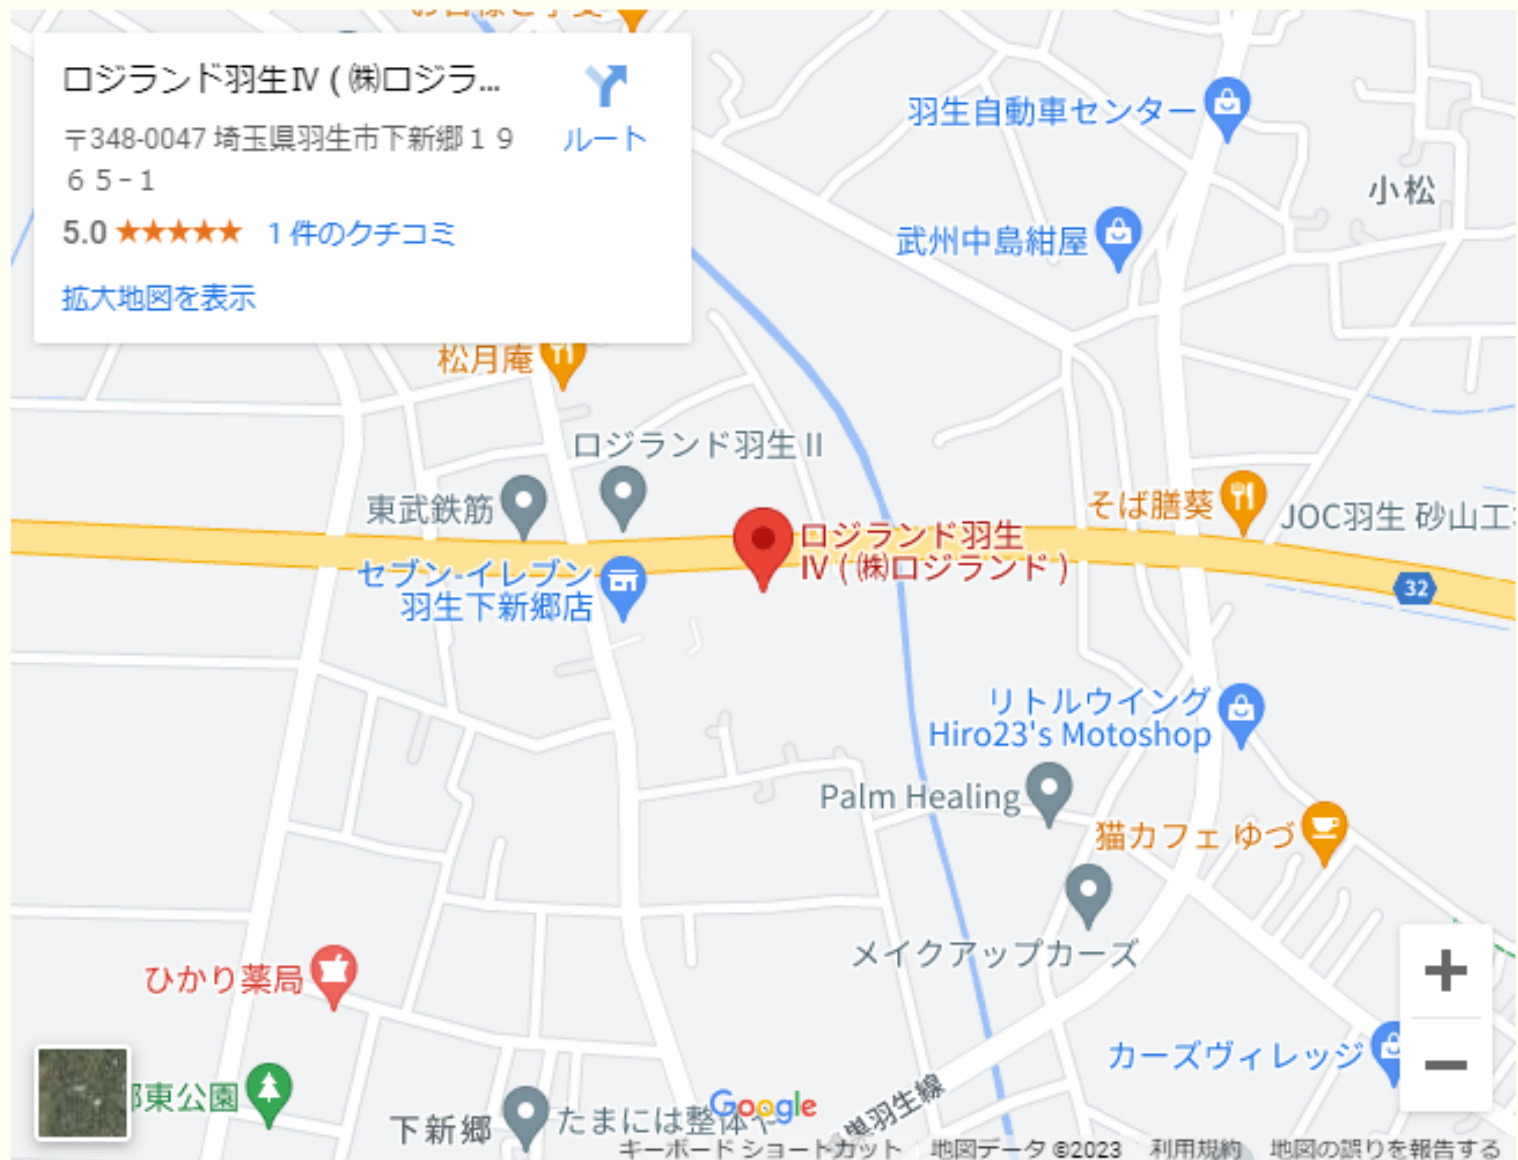 ロジランド羽生Ⅳ ( ㈱ロジラ...
ルート
〒348-0047 埼玉県羽生市下新郷１９
６５−１
5.0 ★★★★★ 1 件のクチコミ
拡大地図を表示
羽生自動車センター
小松
武州中島紺屋
松月庵
ロジランド羽生Ⅱ
東武鉄筋
そば膳葵
JOC羽生 砂山工
ロジランド羽生
Ⅳ ( ㈱ロジランド )
セブン-イレブン
羽生下新郷店
32
リトルウイング
Hiro23's Motoshop
Palm Healing
猫カフェ ゆづ
メイクアップカーズ
ひかり薬局
カーズヴィレッジ
東公園
下新郷
たまには整体や
Google
巣羽生線
キーボード ショートカット
地図データ ©2023
利用規約
地図の誤りを報告する